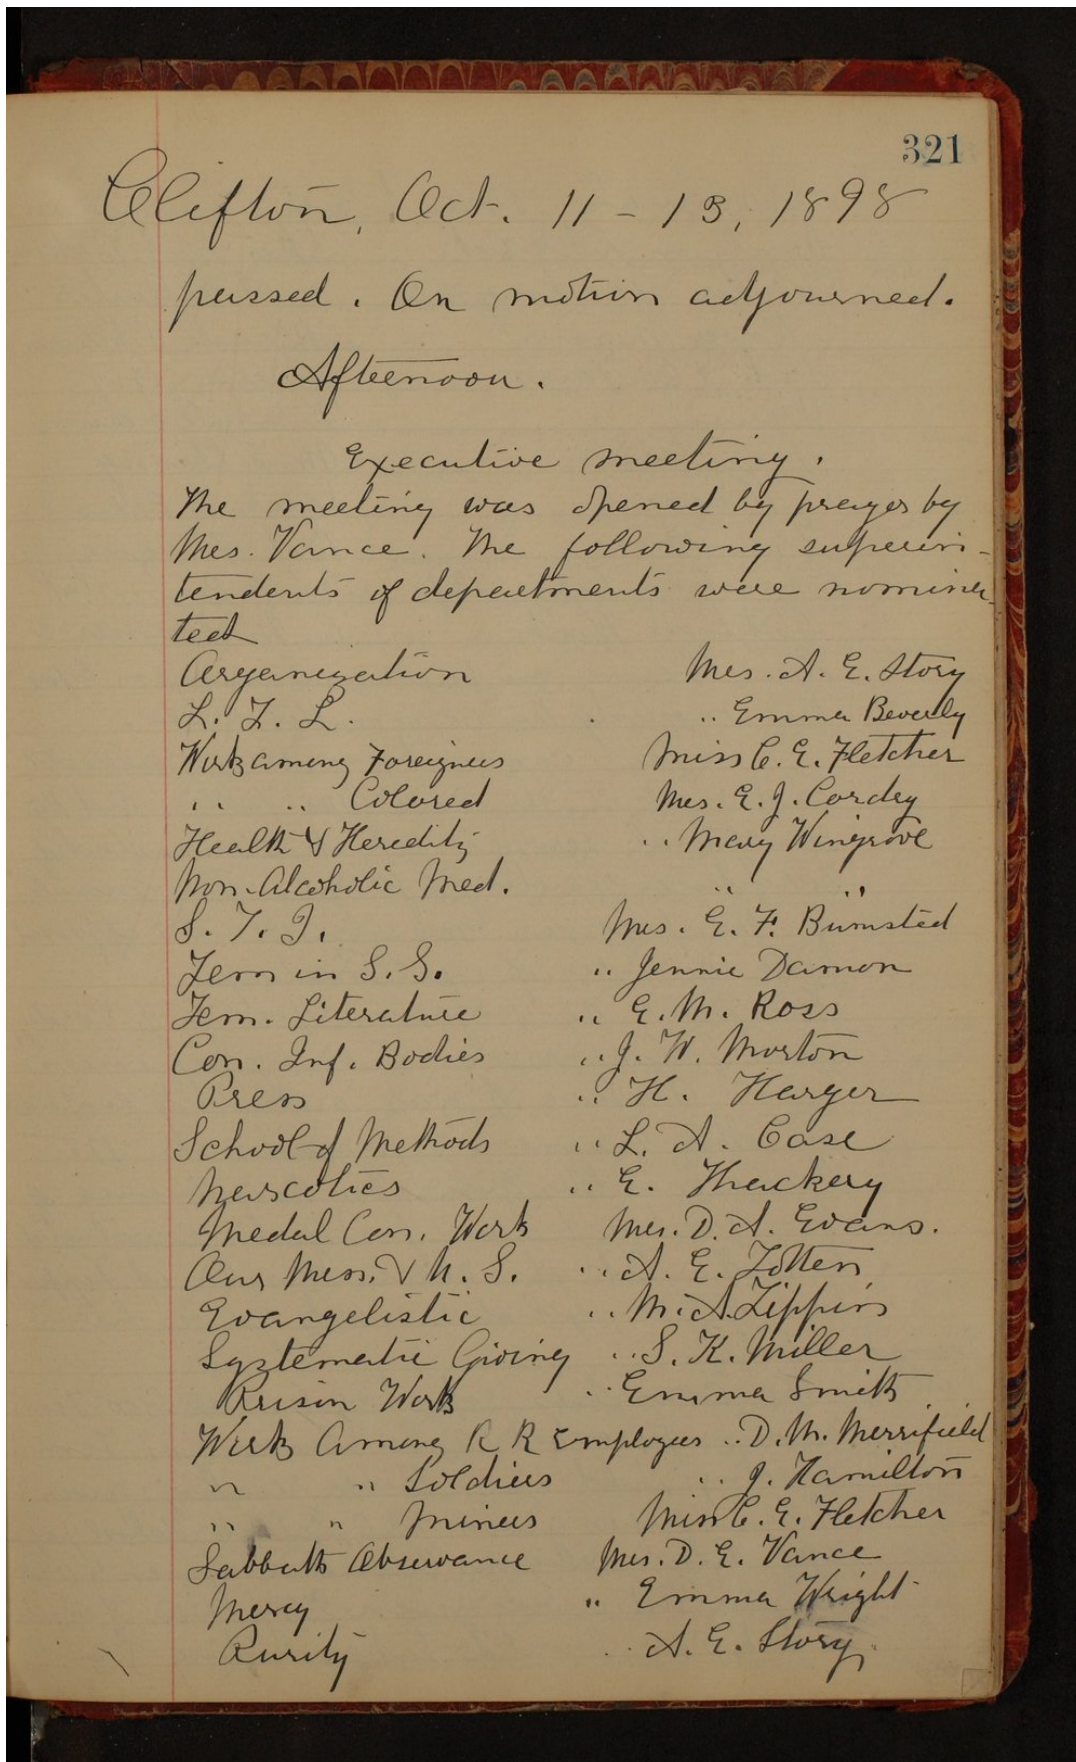 321
Clifton, Oct. 11 - 13, 1898
passed. On motion adjourned.
Afternoon.
Executive meeting.
The meeting was opened by prayer by
Mrs. Vance. The following superin-
tendents of departments were nomina-
ted
Organization Mrs. A. E. Story
L. T. L. " Emma Beverly
Work among Foreigners Miss C. E. Fletcher
" " Colored Mrs. E. J. Cordey
Health & Heredity " Mary Wingrove
Non-Alcoholic Med. " "
S. T. I. Mrs. E. F. Bumsted
Tem in S. S. " Jennie Damon
Tem. Literature " E. M. Ross
Con. Inf. Bodies " J. W. Morton
Press " H. Harger
School of Methods " L. A. Case
Narcotics " E. Thackery
Medal Con. Work Mrs. D. A. Evans.
Our Mess. & U. S. " A. E. Totten
Evangelistic " M. A. Zippin
Systematic Giving " S. K. Miller
Prison Work " Emma Smith
Work Among R R Employees " D. M. Merrifield
" " Soldiers " J. Hamilton
" " Miners Miss C. E. Fletcher
Sabbath Observance Mrs. D. E. Vance
Mercy " Emma Wright
Purity " A. E. Story